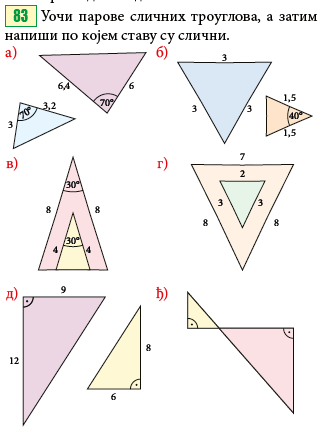 83 Уочи парове сличних троуглова, а затим
напиши по којем ставу су слични.
а) б)
3
6,4 6 70°
70° 3,2 3
3 3
1,5 40° 1,5
в) г)
30° 8 8
30° 4 4
7
2
3 3
8 8
д) ђ)
9
12
8
6